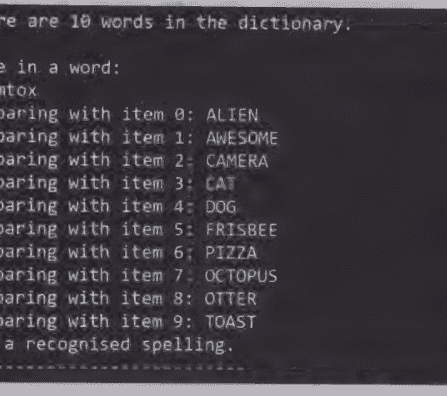 re are 10 words in the dictionary.
e in a word:
mtox
paring with item 0: ALIEN
paring with item 1: AWESOME
paring with item 2: CAMERA
paring with item 3: CAT
paring with item 4: DOG
paring with item 5: FRISBEE
paring with item 6: PIZZA
paring with item 7: OCTOPUS
paring with item 8: OTTER
paring with item 9: TOAST
a recognised spelling.
--------------------------